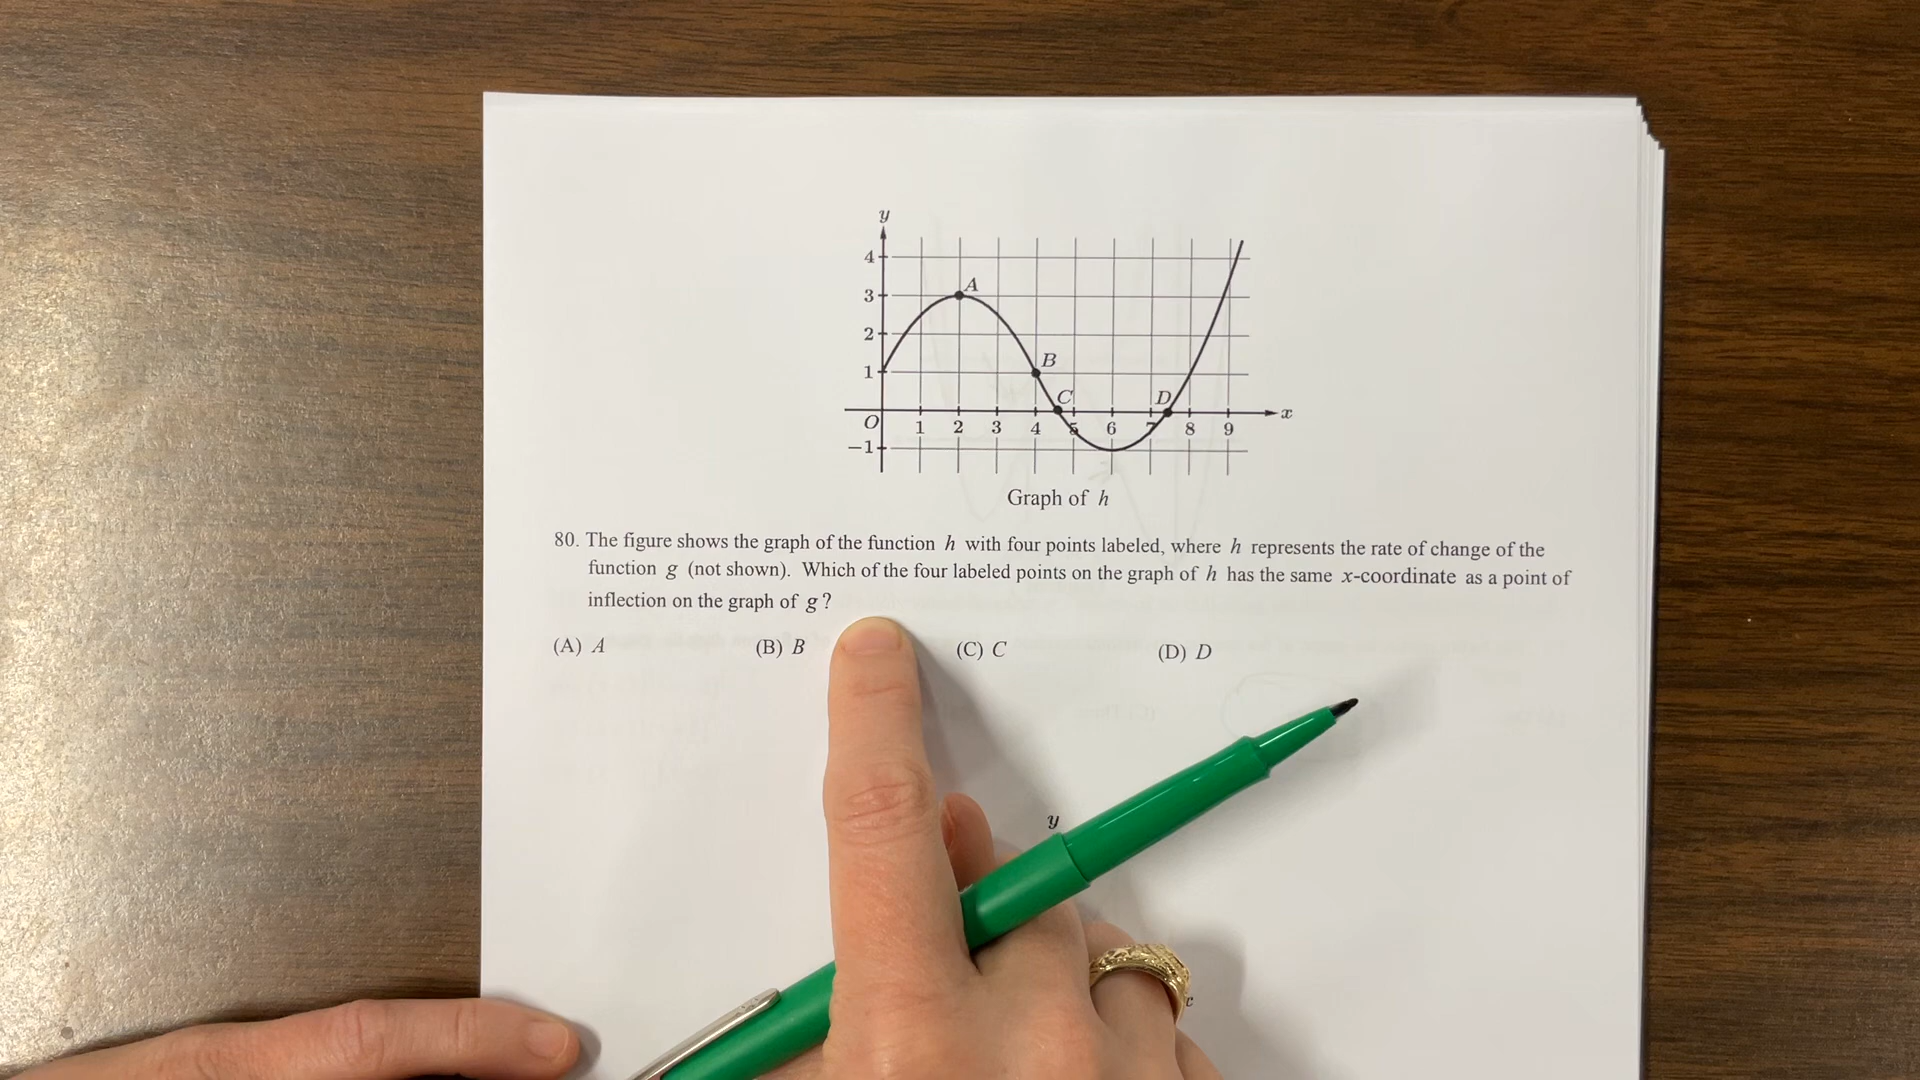 y
4
3
2
1
−1
O
1 2 3 4 5 6 7 8 9
x
A
B
C
D
Graph of h
80. The figure shows the graph of the function h with four points labeled, where h represents the rate of change of the
function g (not shown). Which of the four labeled points on the graph of h has the same x-coordinate as a point of
inflection on the graph of g?
(A) A (B) B (C) C (D) D
y